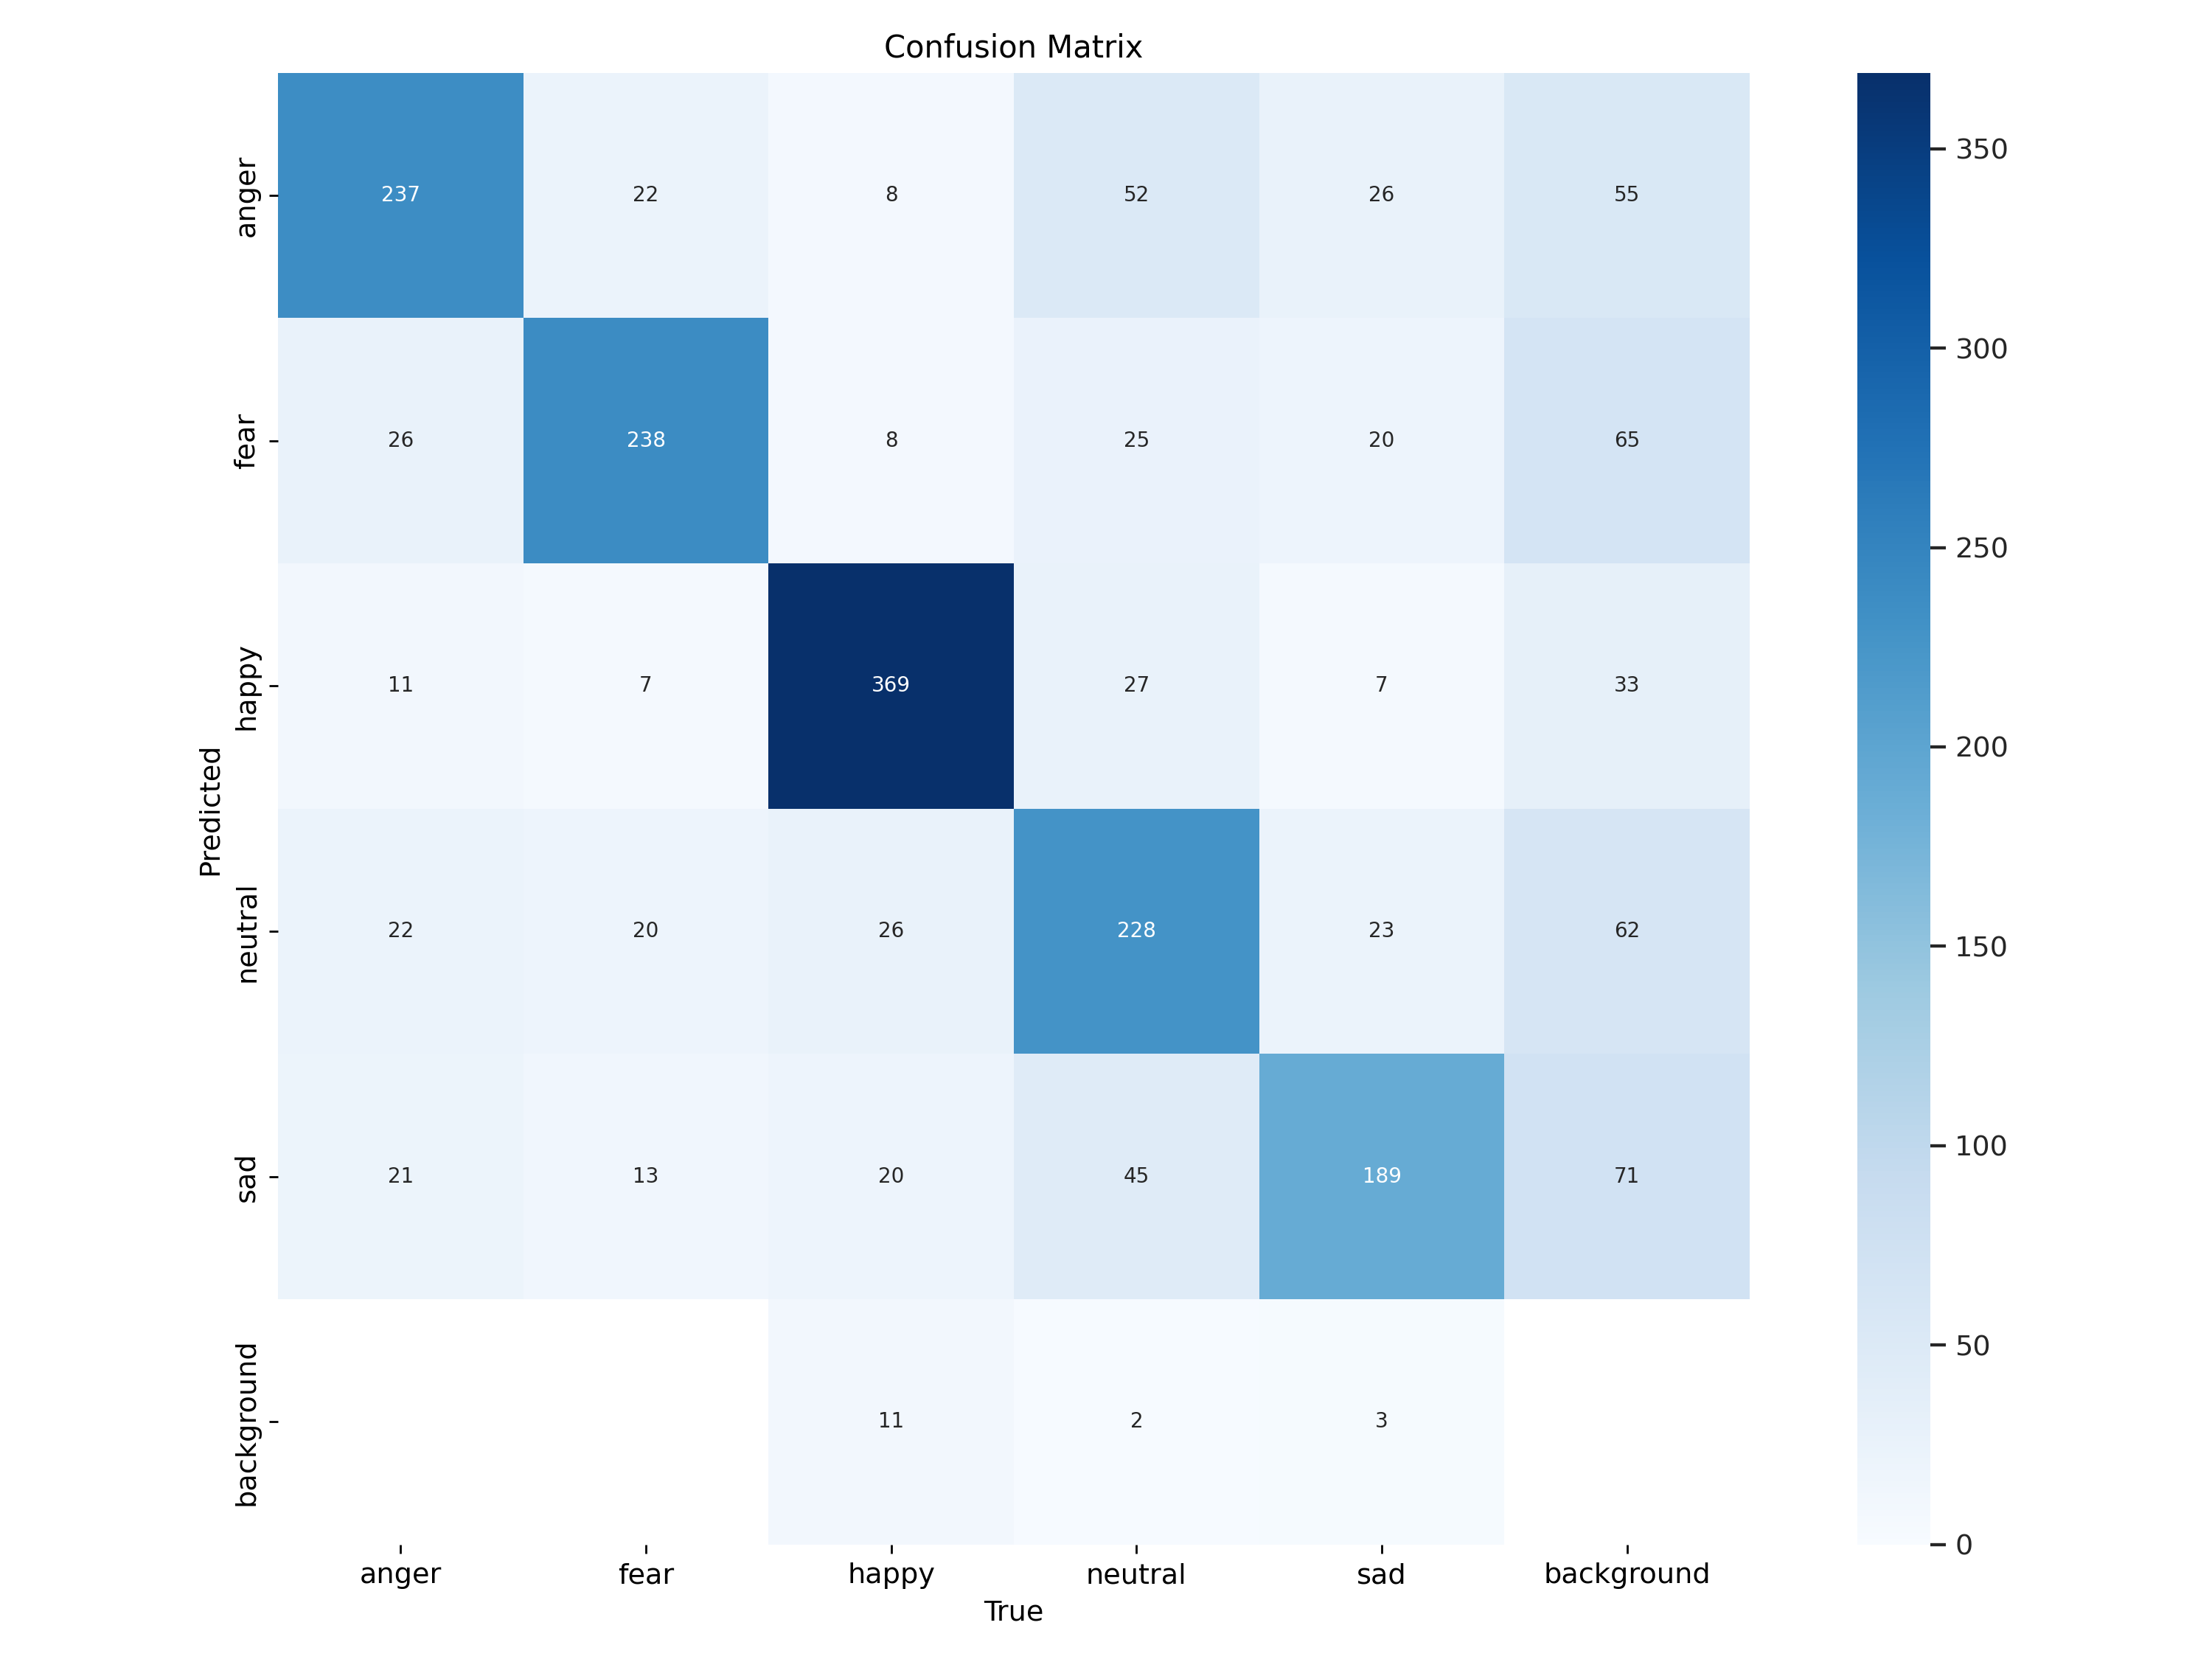 Confusion Matrix
anger 237 22 8 52 26 55
fear 26 238 8 25 20 65
happy 11 7 369 27 7 33
neutral 22 20 26 228 23 62
sad 21 13 20 45 189 71
background 11 2 3
anger fear happy neutral sad background
True
Predicted
350
300
250
200
150
100
50
0